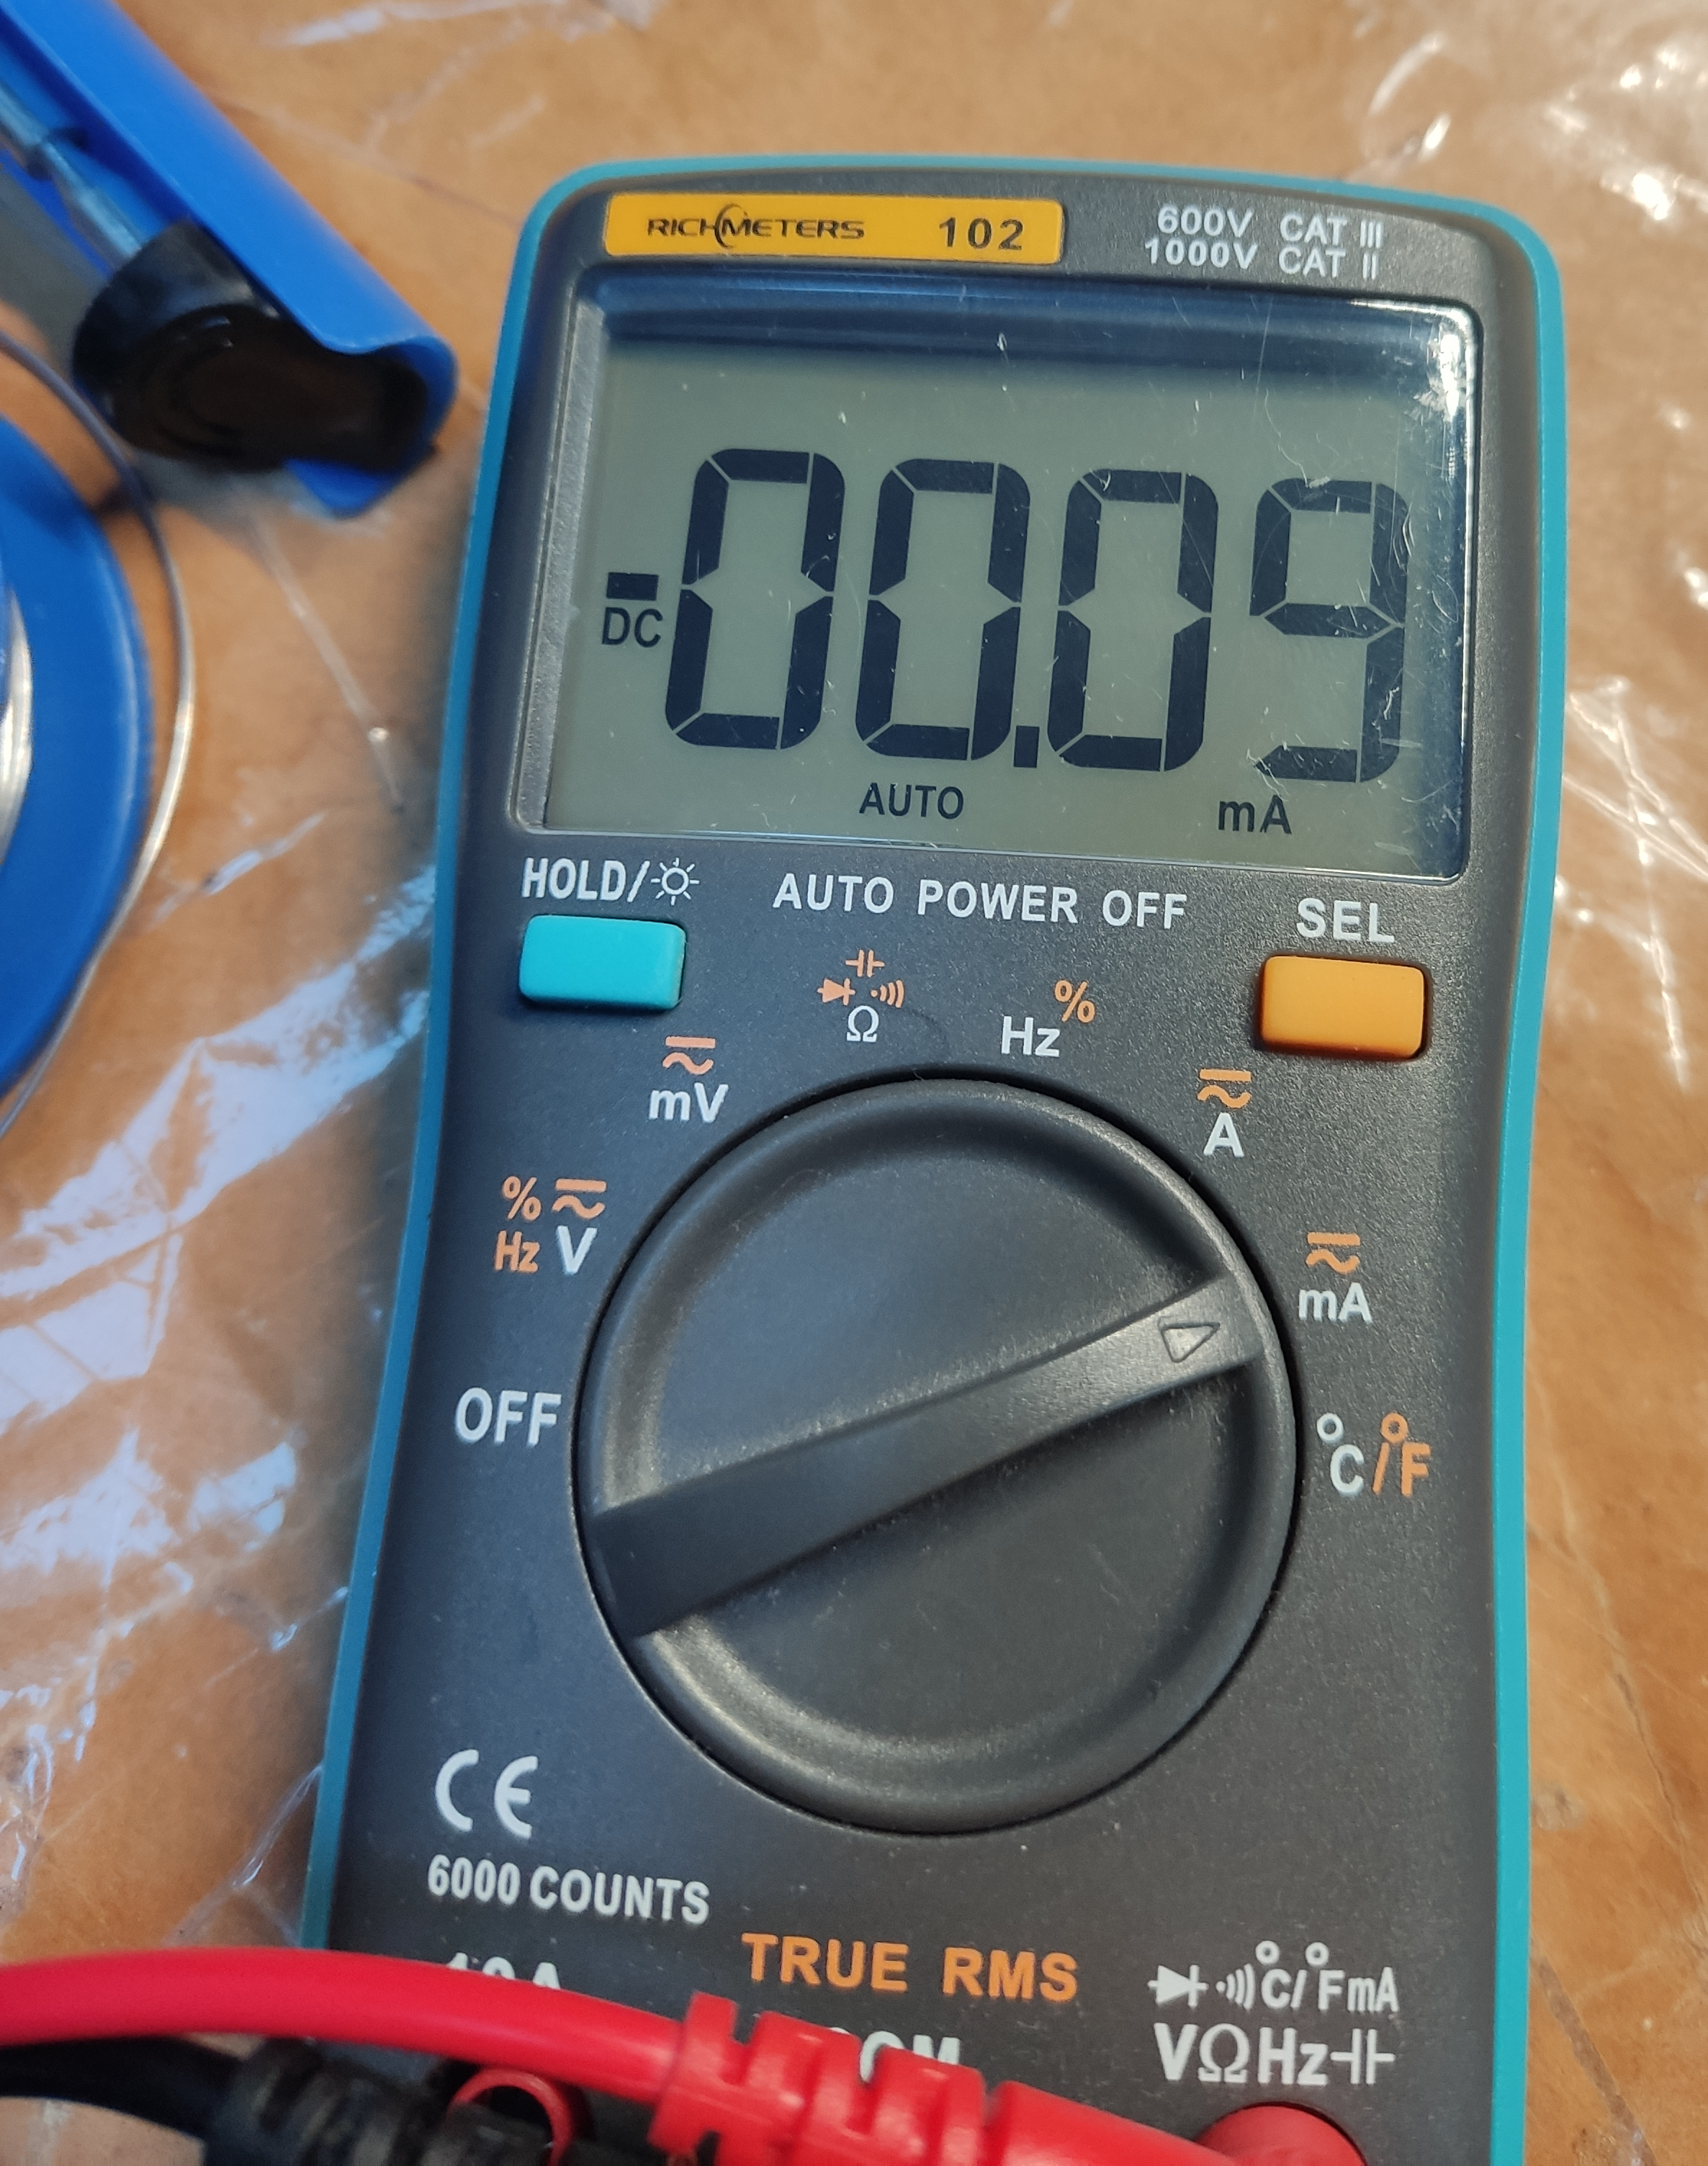 RICHMETERS 102
600V CAT III
1000V CAT II
-00.09
DC
AUTO mA
HOLD/
AUTO POWER OFF
SEL
Ω
Hz %
mV
A
% Hz V
mA
OFF
°C/°F
CE
6000 COUNTS
TRUE RMS
°C/°F mA
VΩHz